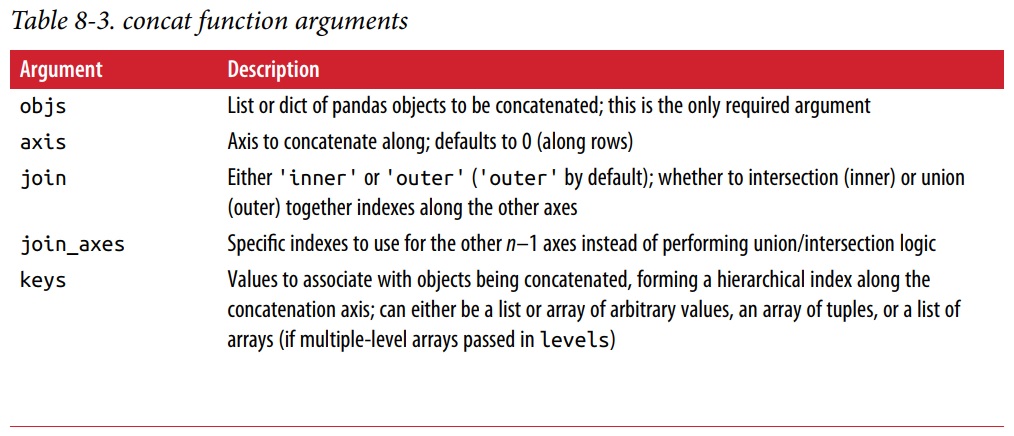 Table 8-3. concat function arguments
Argument Description
objs List or dict of pandas objects to be concatenated; this is the only required argument
axis Axis to concatenate along; defaults to 0 (along rows)
join Either 'inner' or 'outer' ('outer' by default); whether to intersection (inner) or union
(outer) together indexes along the other axes
join_axes Specific indexes to use for the other n–1 axes instead of performing union/intersection logic
keys Values to associate with objects being concatenated, forming a hierarchical index along the
concatenation axis; can either be a list or array of arbitrary values, an array of tuples, or a list of
arrays (if multiple-level arrays passed in levels)